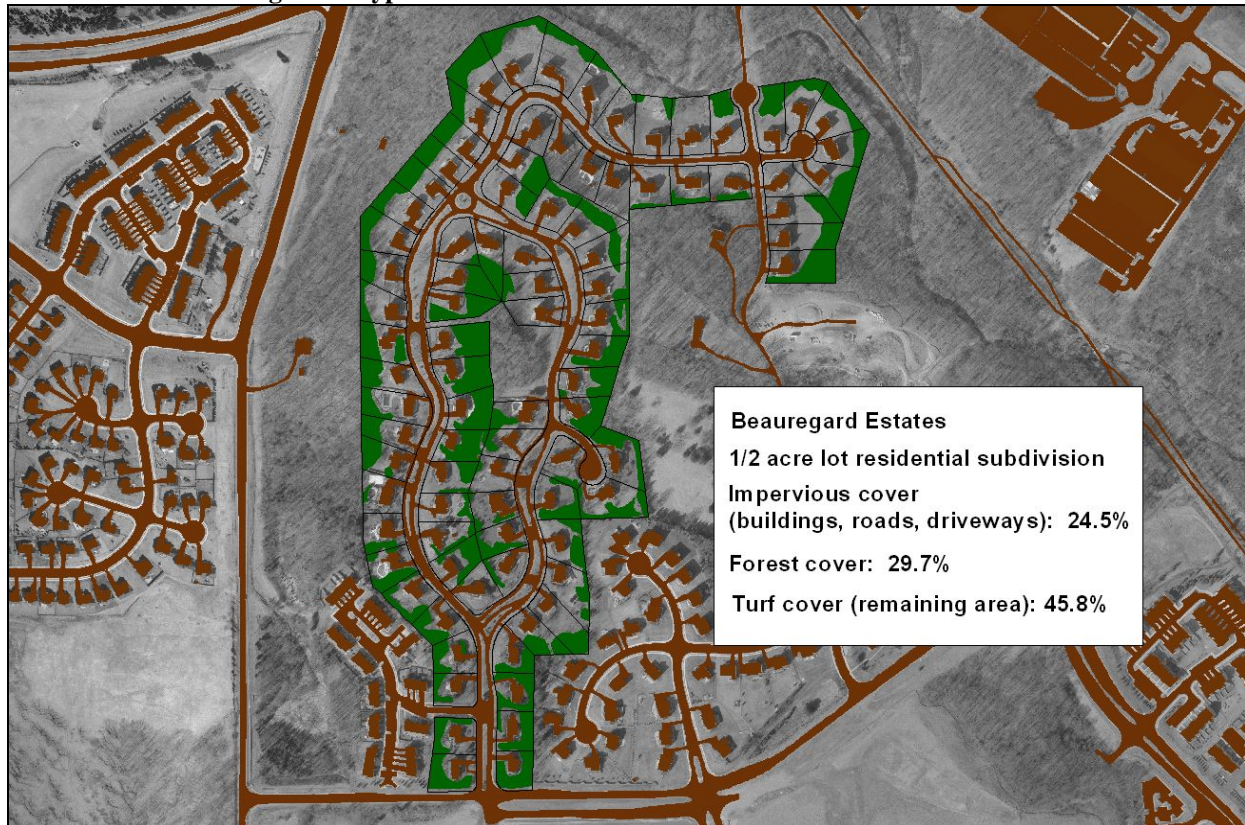 Beauregard Estates
1/2 acre lot residential subdivision
Impervious cover
(buildings, roads, driveways): 24.5%
Forest cover: 29.7%
Turf cover (remaining area): 45.8%